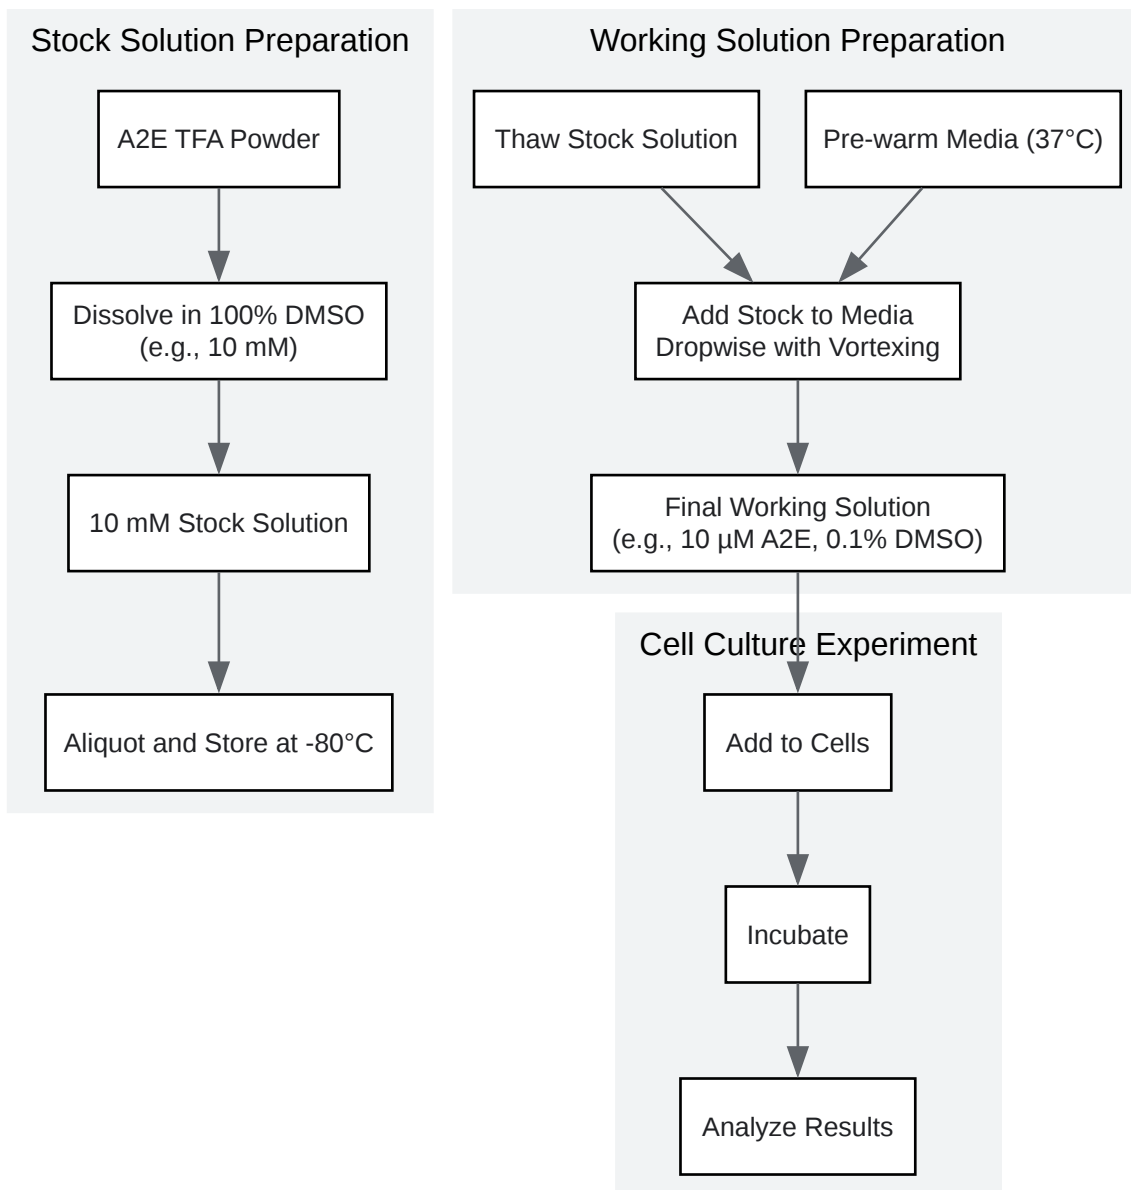 Stock Solution Preparation
A2E TFA Powder
Dissolve in 100% DMSO
(e.g., 10 mM)
10 mM Stock Solution
Aliquot and Store at -80°C
Working Solution Preparation
Thaw Stock Solution
Pre-warm Media (37°C)
Add Stock to Media
Dropwise with Vortexing
Final Working Solution
(e.g., 10 µM A2E, 0.1% DMSO)
Cell Culture Experiment
Add to Cells
Incubate
Analyze Results